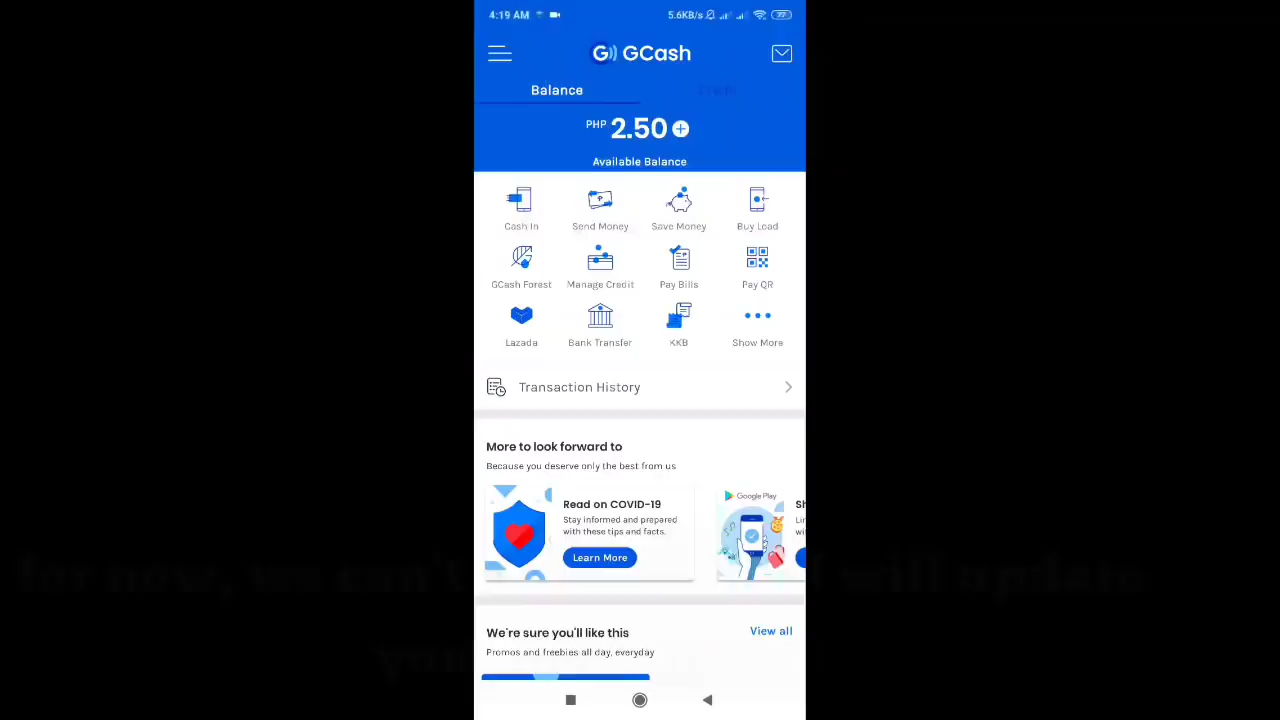 4:19 AM 5.6KB/s
GCash
Balance
PHP 2.50
Available Balance
Cash In Send Money Save Money Buy Load
GCash Forest Manage Credit Pay Bills Pay QR
Lazada Bank Transfer KKB Show More
Transaction History
More to look forward to
Because you deserve only the best from us
Read on COVID-19
Stay informed and prepared
with these tips and facts.
Learn More
Google Play
We're sure you'll like this
View all
Promos and freebies all day, everyday
will update